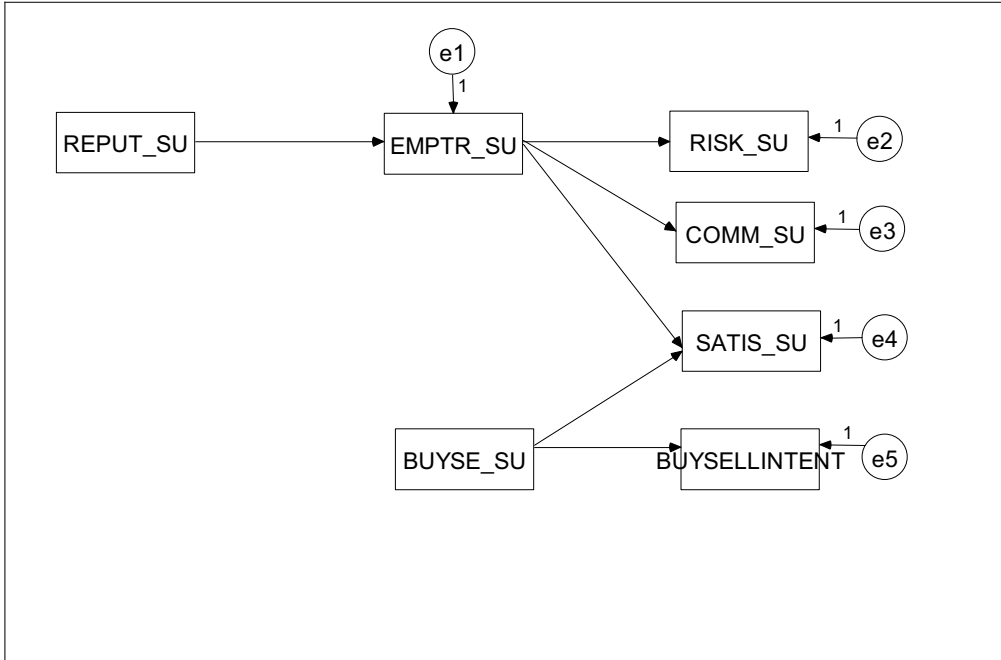 e1
1
REPUT_SU
EMPTR_SU
RISK_SU
1
e2
COMM_SU
1
e3
SATIS_SU
1
e4
BUYSE_SU
BUYSELLINTENT
1
e5